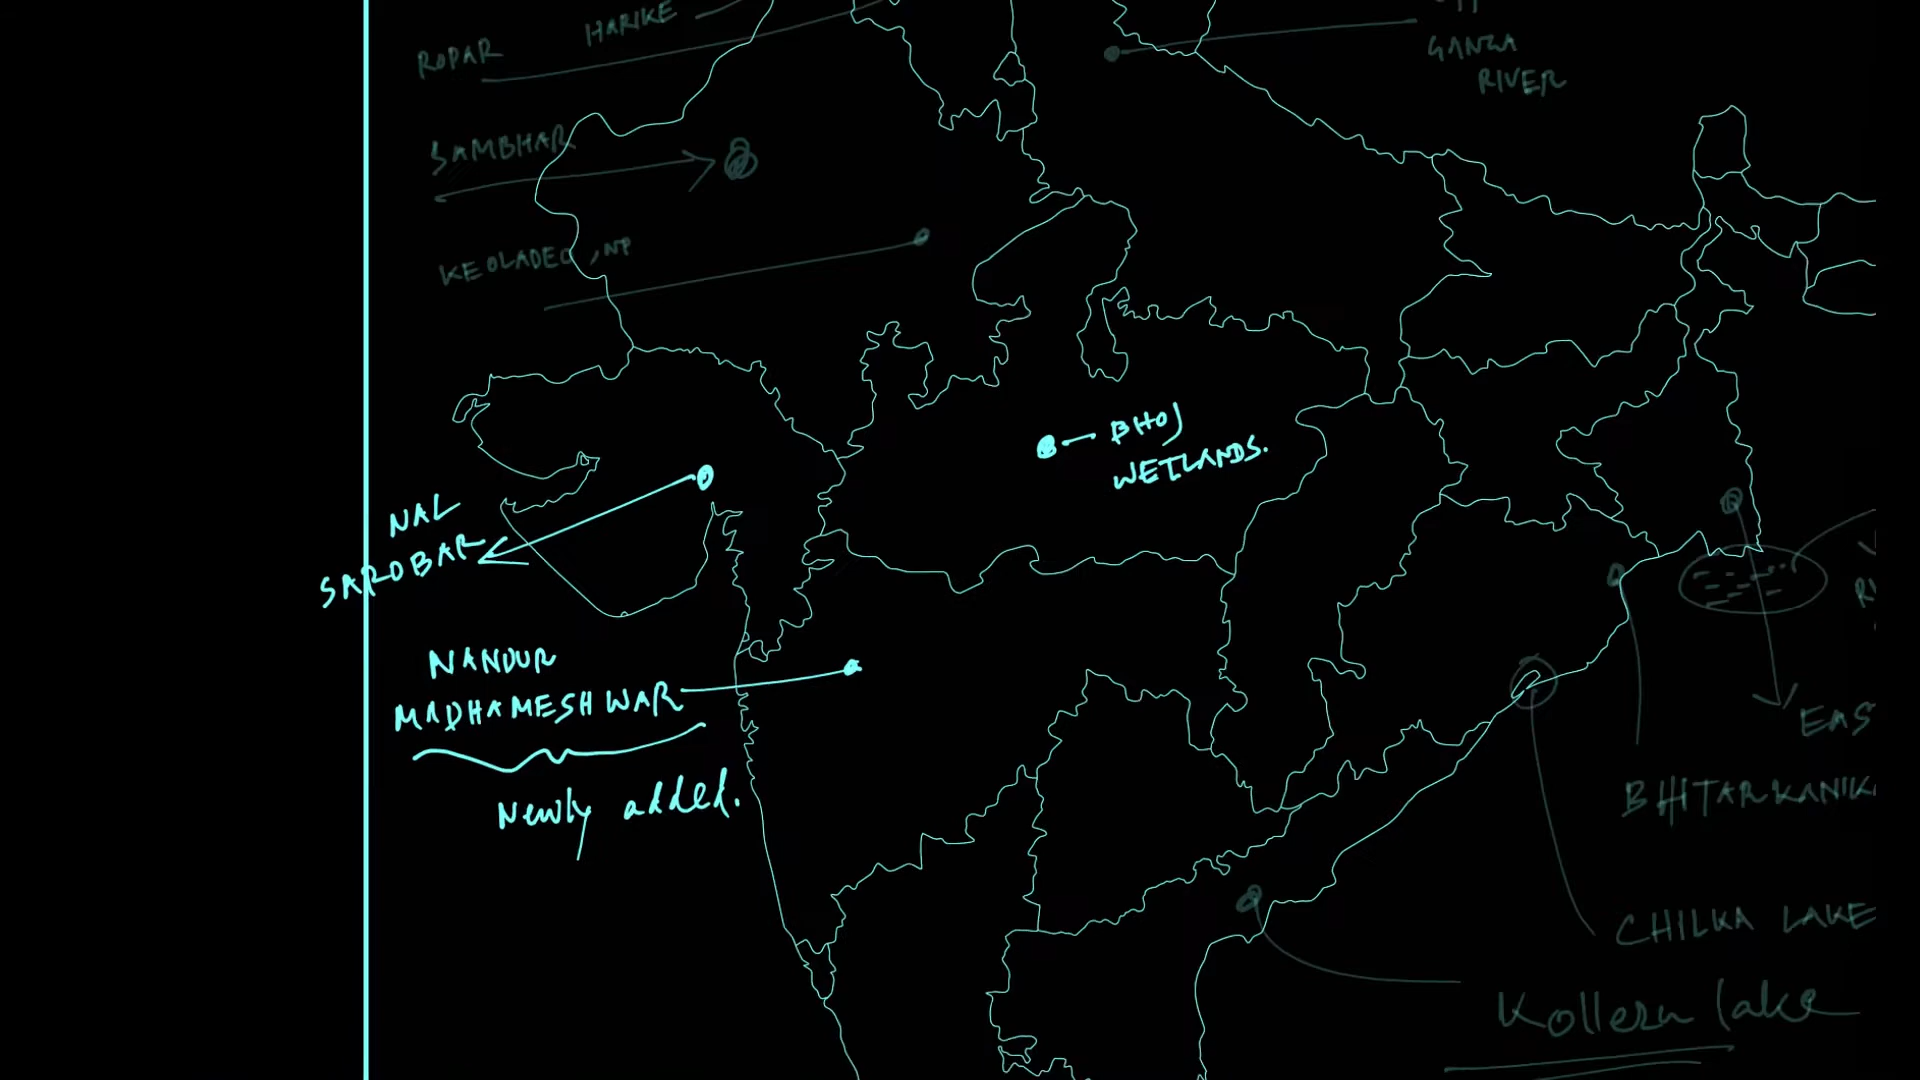 HARIKE
ROPAR
GANGA
RIVER
SAMBHAR
KEOLADEO, NP
BHOJ
WETLANDS.
NAL
SAROBAR
NANDUR
MADHAMESHWAR
Newly added.
EAS
BHITARKANIK
CHILKA LAKE
Kolleru lake